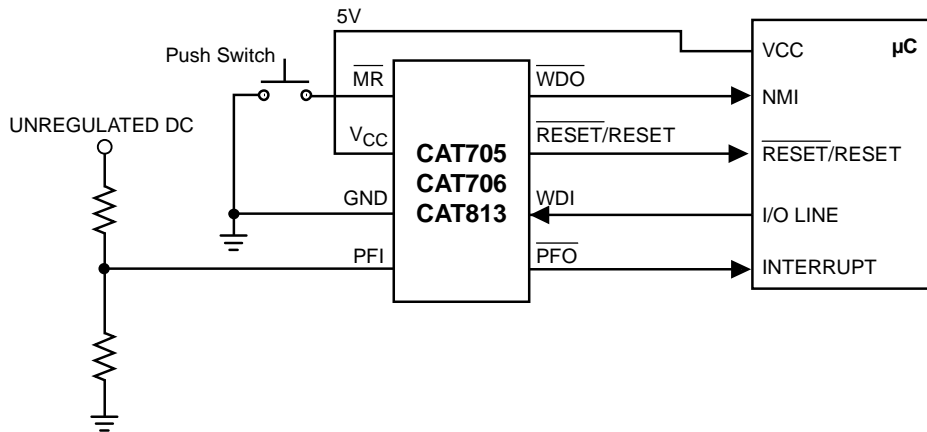 5V
Push Switch
UNREGULATED DC
MR
VCC
GND
PFI
CAT705
CAT706
CAT813
WDO
RESET/RESET
WDI
PFO
µC
VCC
NMI
RESET/RESET
I/O LINE
INTERRUPT